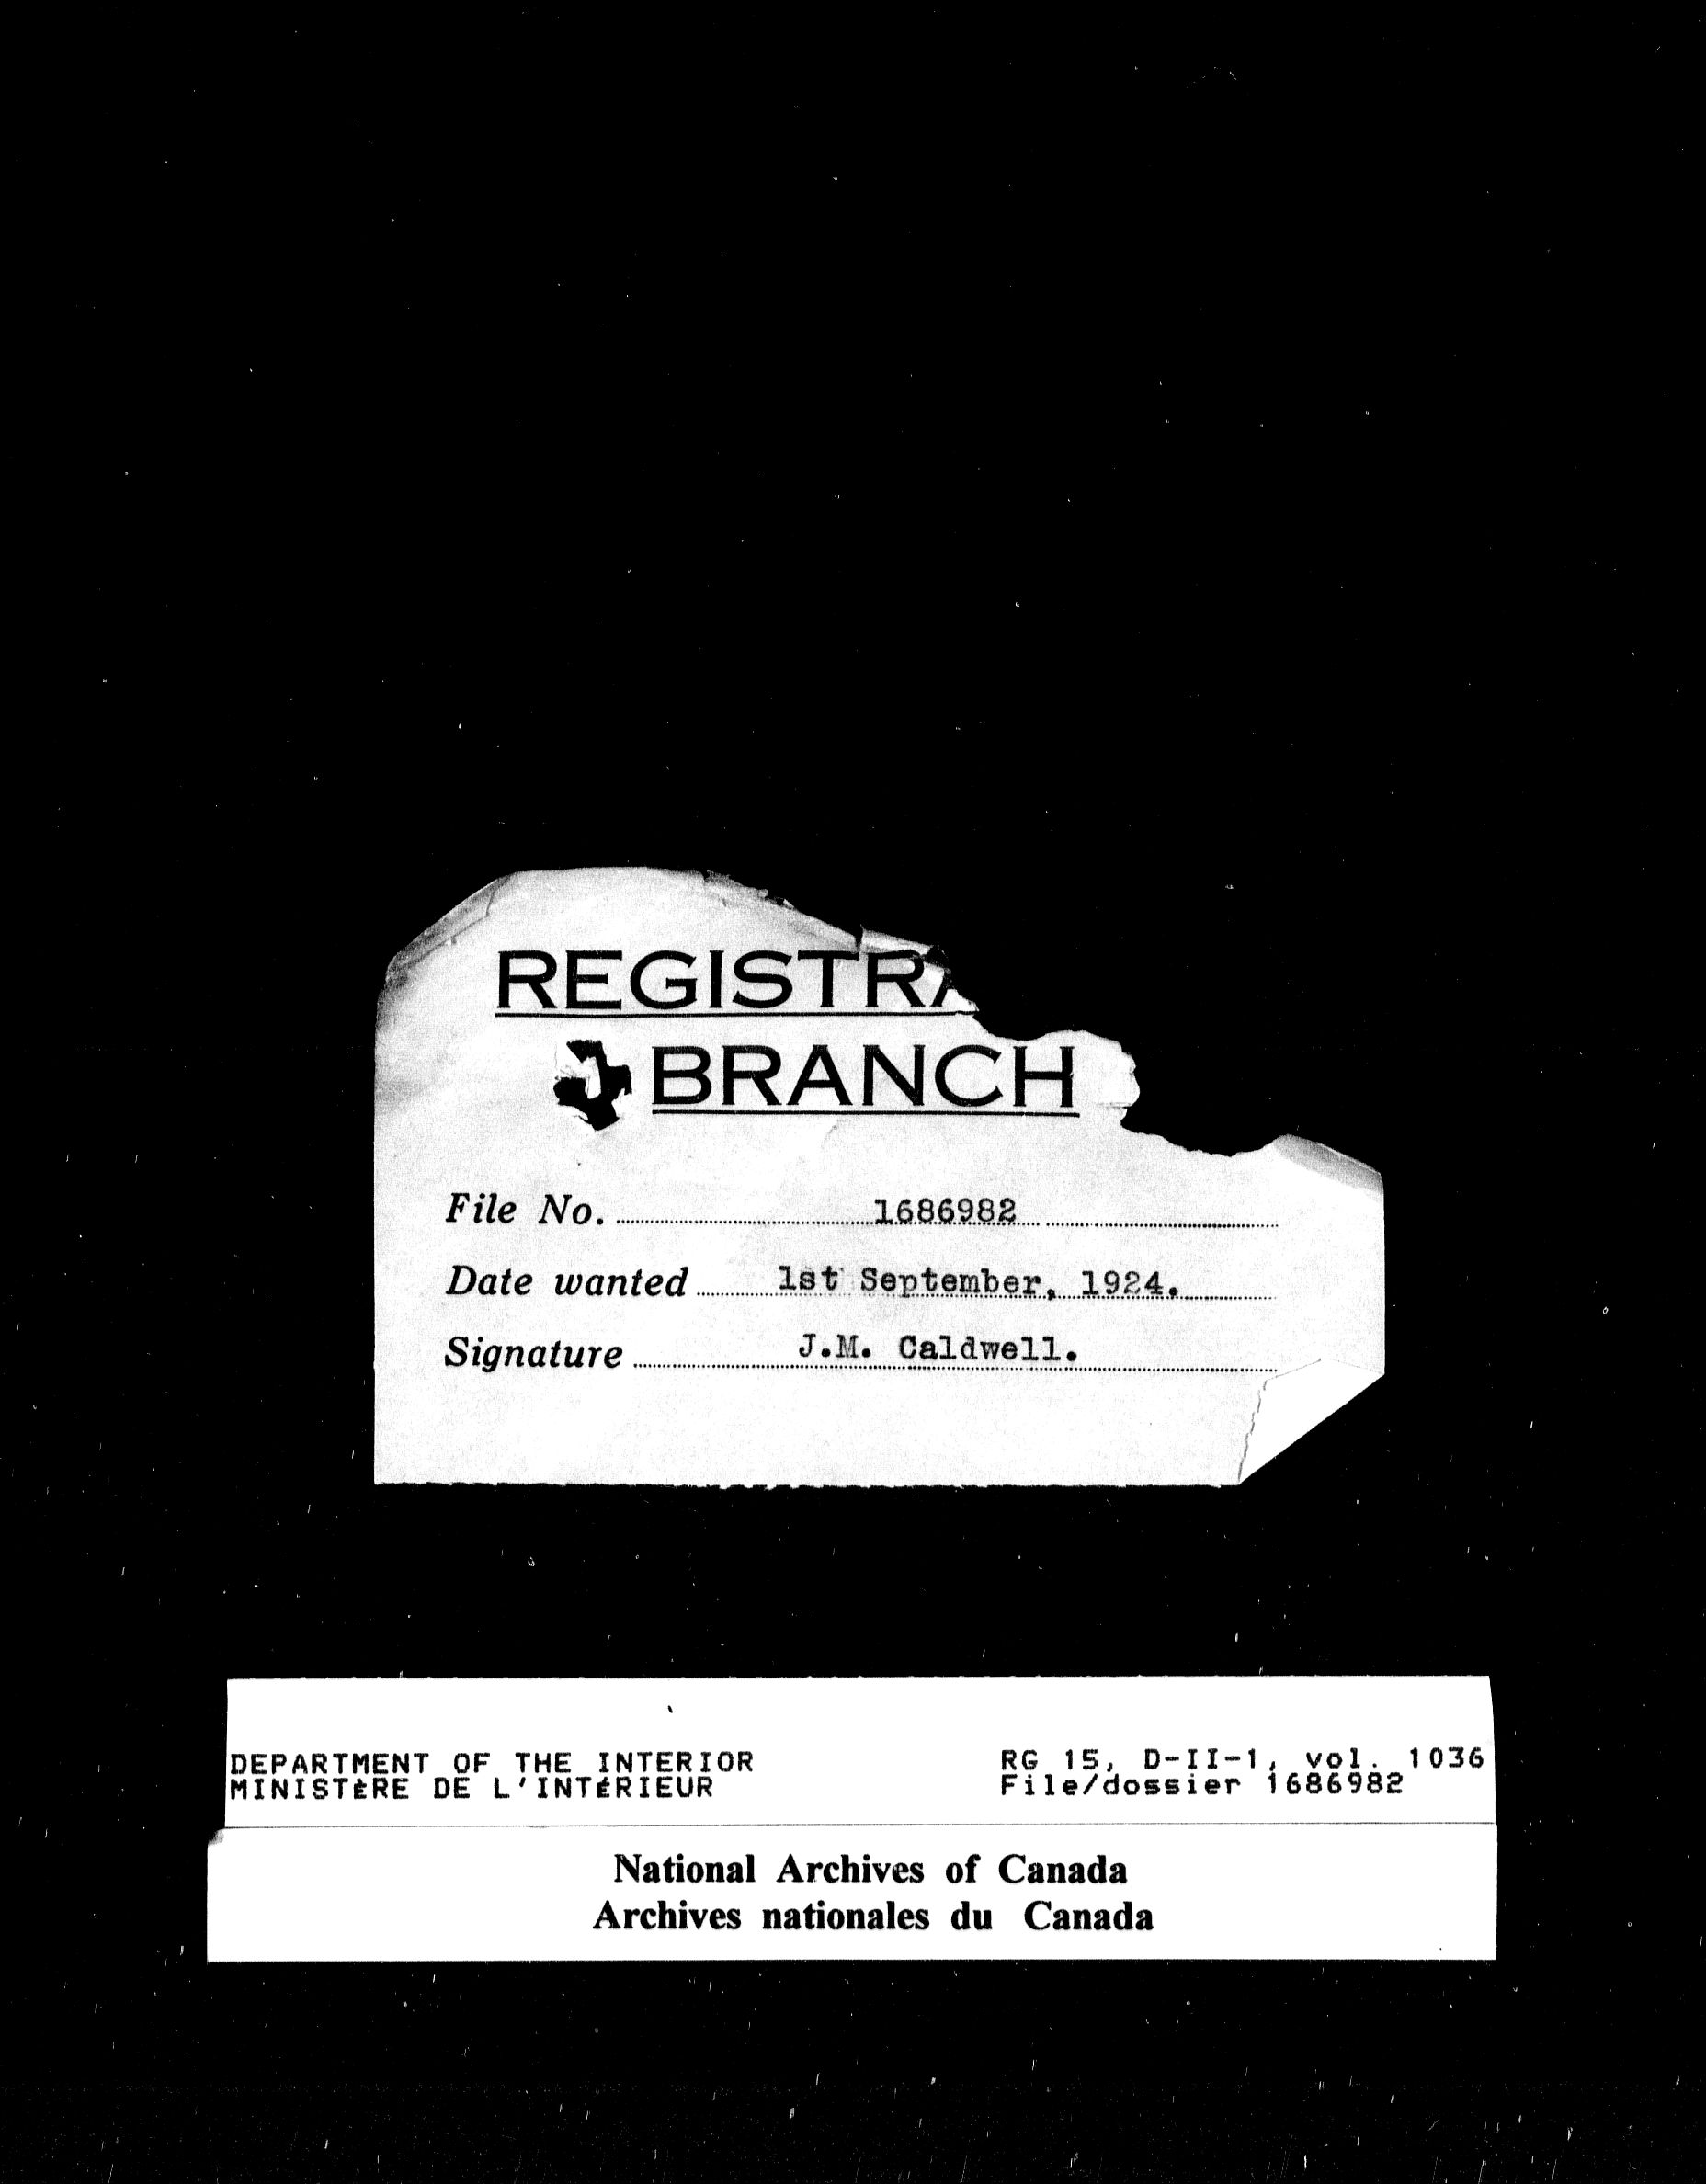 REGISTRA
BRANCH
File No. 1686982
Date wanted 1st September, 1924.
Signature J.M. Caldwell.
DEPARTMENT OF THE INTERIOR RG 15, D-II-1, vol. 1036
MINISTÈRE DE L'INTÉRIEUR File/dossier 1686982
National Archives of Canada
Archives nationales du Canada